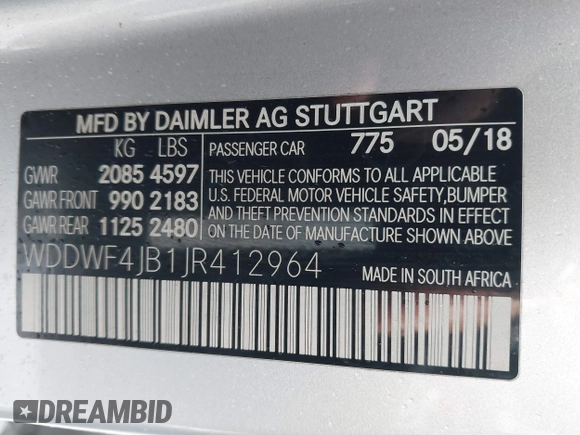 MFD BY DAIMLER AG STUTTGART
KG LBS
GVWR 2085 4597
GAWR FRONT 990 2183
GAWR REAR 1125 2480
PASSENGER CAR 775 05/18
THIS VEHICLE CONFORMS TO ALL APPLICABLE
U.S. FEDERAL MOTOR VEHICLE SAFETY,BUMPER
AND THEFT PREVENTION STANDARDS IN EFFECT
ON THE DATE OF MANUFACTURE SHOWN ABOVE
WDDWF4JB1JR412964
MADE IN SOUTH AFRICA
DREAMBID